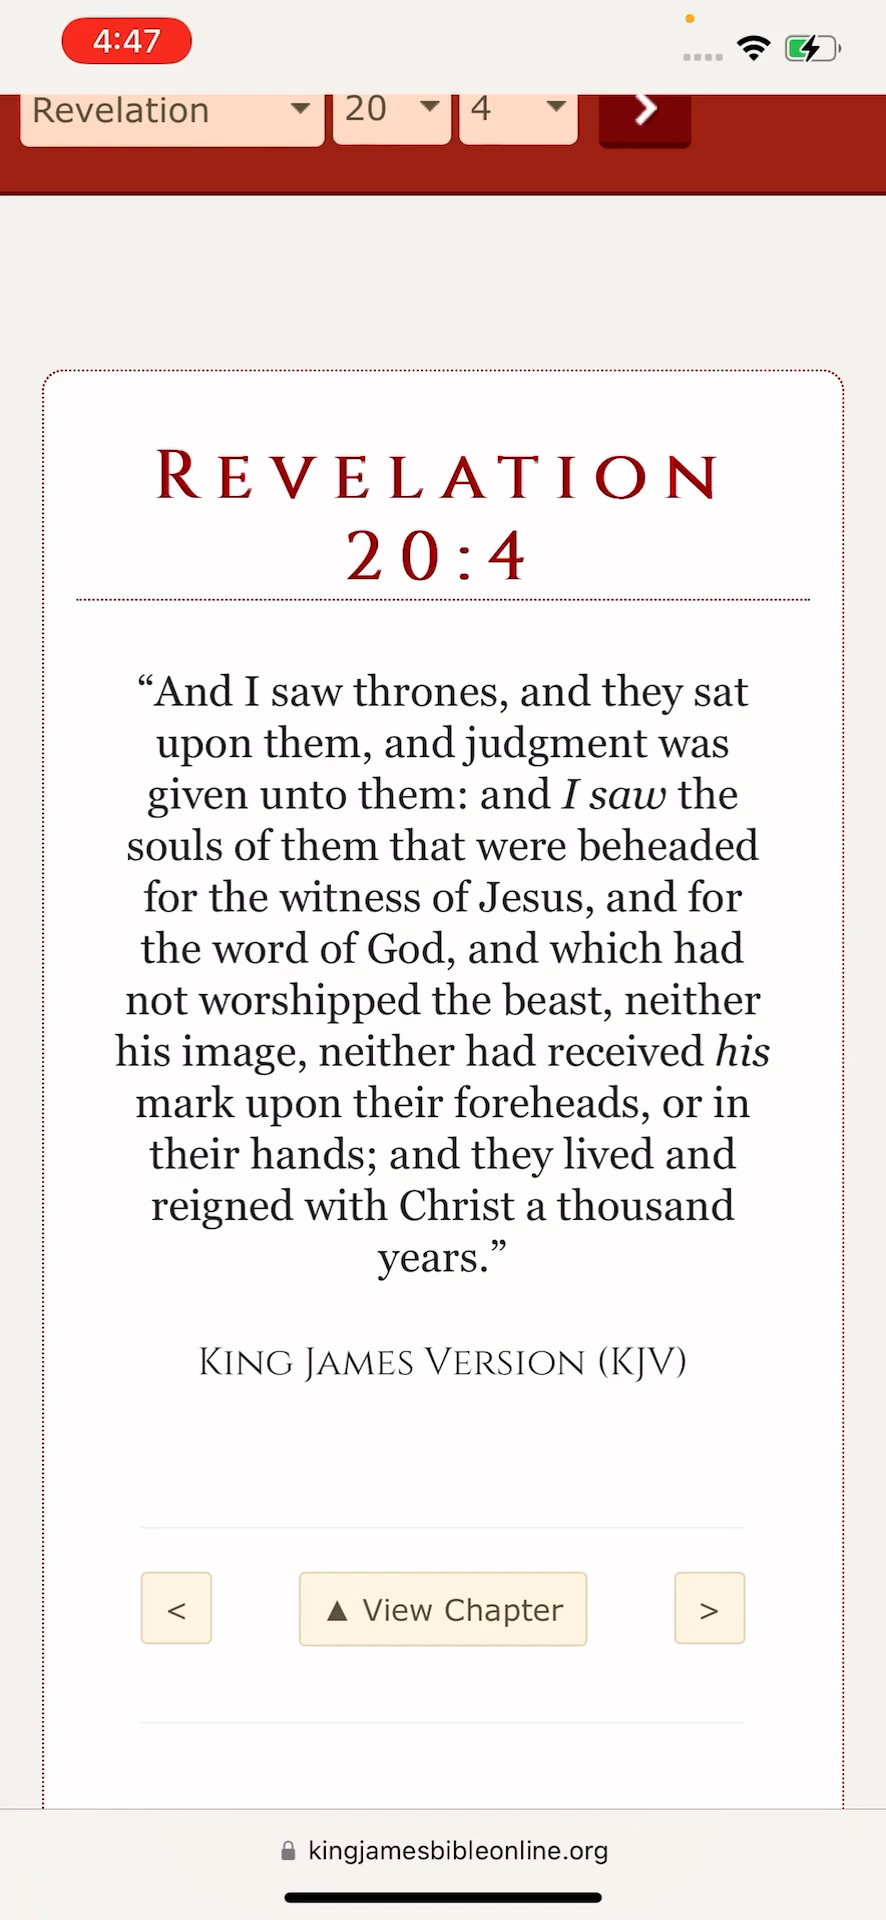 4:47
Revelation 20 4
REVELATION
20:4
“And I saw thrones, and they sat
upon them, and judgment was
given unto them: and I saw the
souls of them that were beheaded
for the witness of Jesus, and for
the word of God, and which had
not worshipped the beast, neither
his image, neither had received his
mark upon their foreheads, or in
their hands; and they lived and
reigned with Christ a thousand
years.”
KING JAMES VERSION (KJV)
< ▲ View Chapter >
kingjamesbibleonline.org